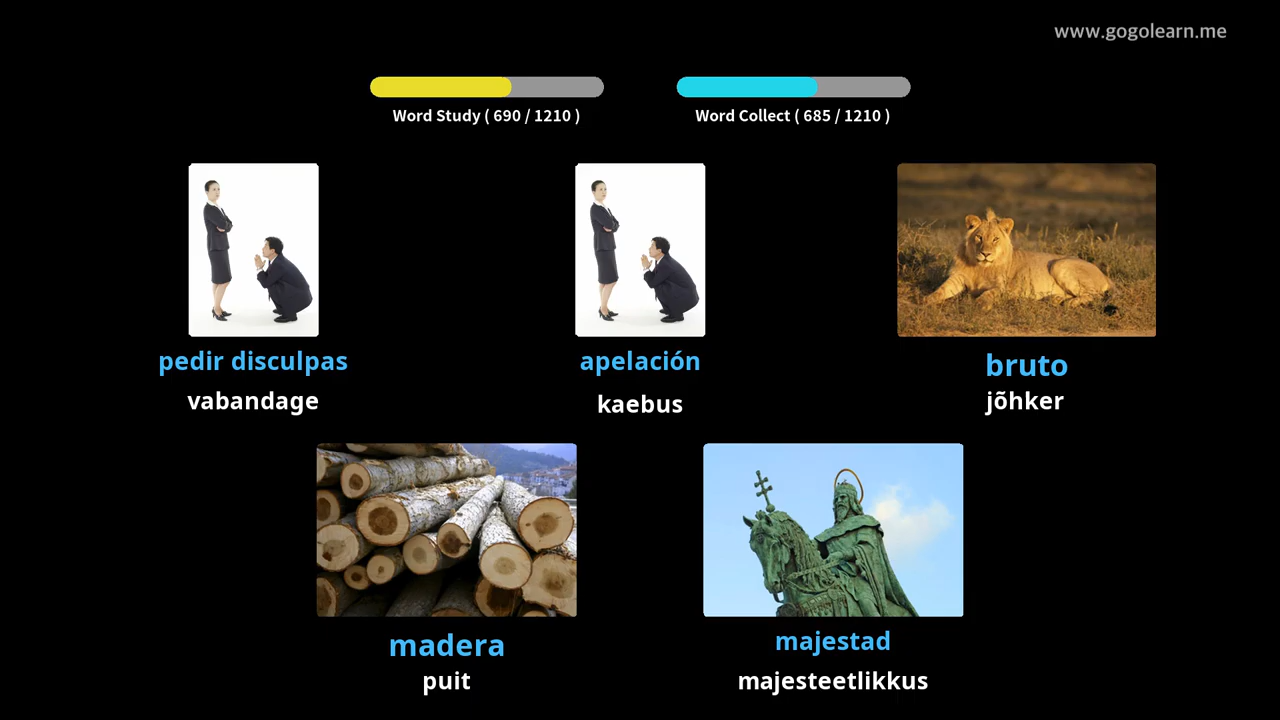 www.gogolearn.me
Word Study ( 690 / 1210 )
Word Collect ( 685 / 1210 )
pedir disculpas
vabandage
apelación
kaebus
bruto
jõhker
madera
puit
majestad
majesteetlikkus